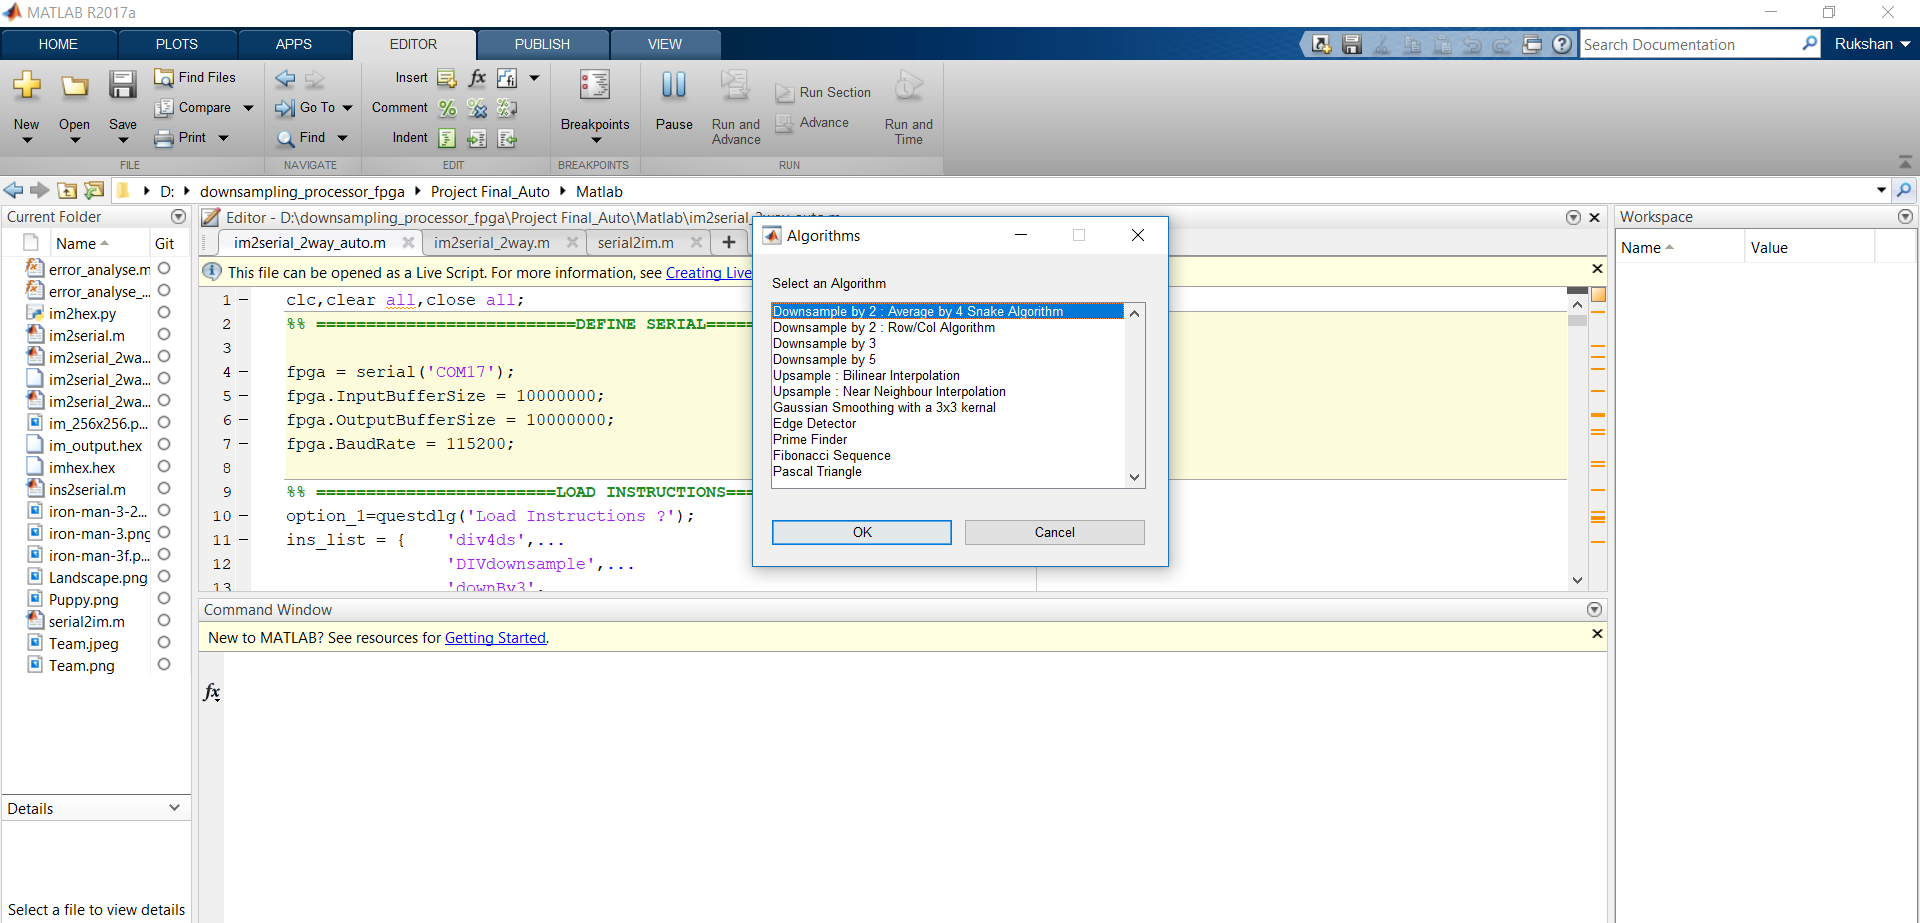 MATLAB R2017a
HOME PLOTS APPS EDITOR PUBLISH VIEW
Search Documentation
Rukshan
New
Open
Save
Find Files
Compare
Print
FILE
Go To
Find
NAVIGATE
Insert
Comment
Indent
EDIT
Breakpoints
BREAKPOINTS
Pause
Run and Advance
Run Section
Advance
Run and Time
RUN
D: downsampling_processor_fpga Project Final_Auto Matlab
Current Folder
Name Git
error_analyse.m
error_analyse_...
im2hex.py
im2serial.m
im2serial_2wa...
im2serial_2wa...
im2serial_2wa...
im_256x256.p...
im_output.hex
imhex.hex
ins2serial.m
iron-man-3-2...
iron-man-3.png
iron-man-3f.p...
Landscape.png
Puppy.png
serial2im.m
Team.jpeg
Team.png
Details
Select a file to view details
Editor - D:\downsampling_processor_fpga\Project Final_Auto\Matlab\im2serial_2way_auto.m
im2serial_2way_auto.m im2serial_2way.m serial2im.m
This file can be opened as a Live Script. For more information, see Creating Live
1 clc,clear all,close all;
2 %% ==========================DEFINE SERIAL=====
3
4 fpga = serial('COM17');
5 fpga.InputBufferSize = 10000000;
6 fpga.OutputBufferSize = 10000000;
7 fpga.BaudRate = 115200;
8
9 %% ========================LOAD INSTRUCTIONS===
10 option_1=questdlg('Load Instructions ?');
11 ins_list = { 'div4ds',...
12 'DIVdownsample',...
13 'downBy3',
Algorithms
Select an Algorithm
Downsample by 2 : Average by 4 Snake Algorithm
Downsample by 2 : Row/Col Algorithm
Downsample by 3
Downsample by 5
Upsample : Bilinear Interpolation
Upsample : Near Neighbour Interpolation
Gaussian Smoothing with a 3x3 kernal
Edge Detector
Prime Finder
Fibonacci Sequence
Pascal Triangle
OK Cancel
Command Window
New to MATLAB? See resources for Getting Started.
fx
Workspace
Name Value